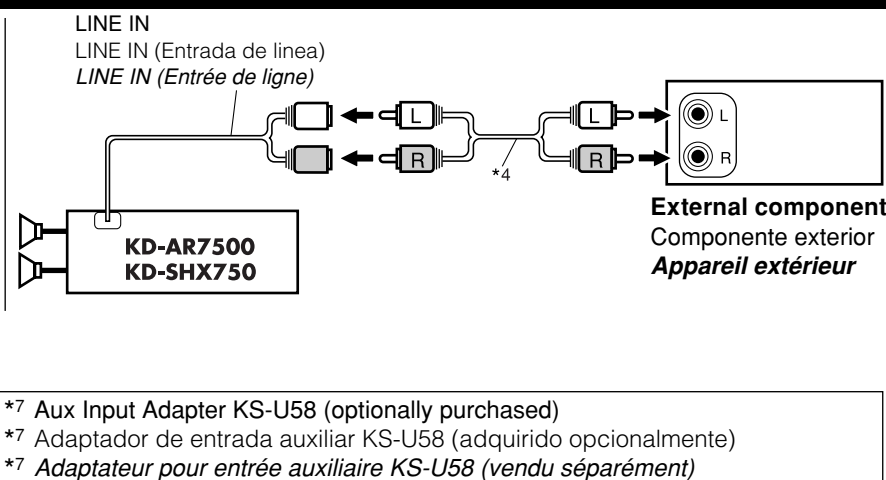 LINE IN
LINE IN (Entrada de linea)
LINE IN (Entrée de ligne)
L
L
L
R
R
R
*4
External component
Componente exterior
Appareil extérieur
KD-AR7500
KD-SHX750
*7 Aux Input Adapter KS-U58 (optionally purchased)
*7 Adaptador de entrada auxiliar KS-U58 (adquirido opcionalmente)
*7 Adaptateur pour entrée auxiliaire KS-U58 (vendu séparément)